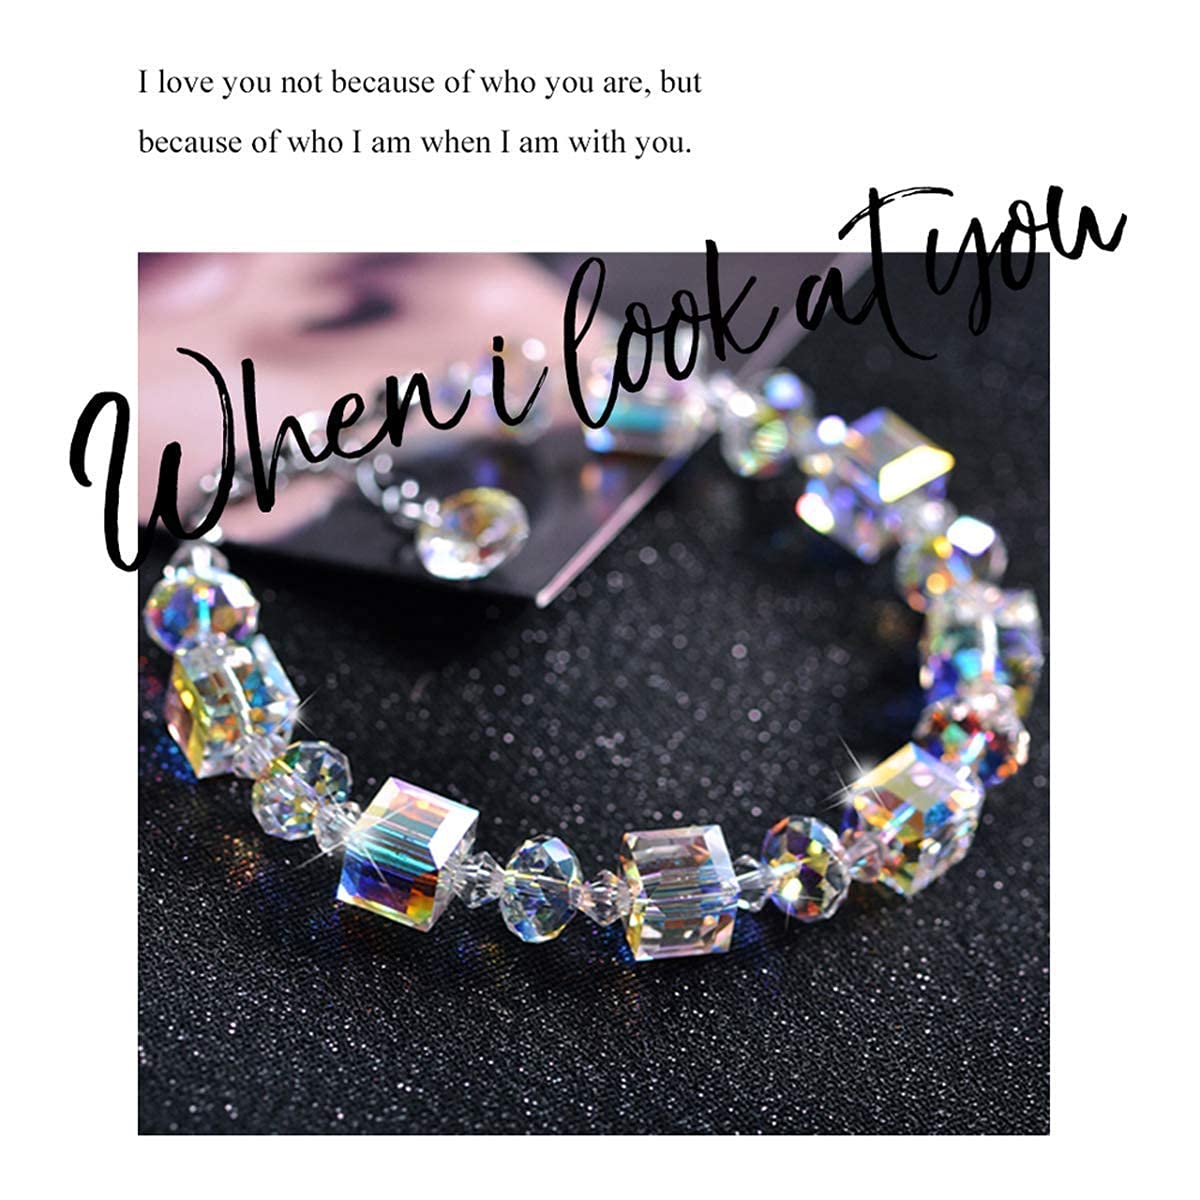 I love you not because of who you are, but
because of who I am when I am with you.
When i look at you